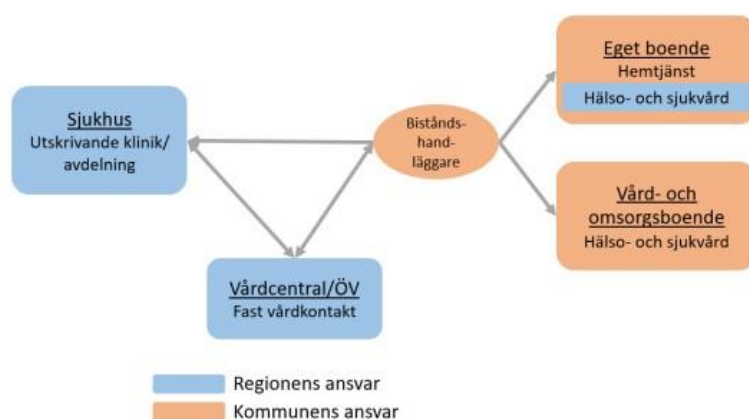 Sjukhus
Utskrivande klinik/
avdelning
Bistånds-
hand-
läggare
Eget boende
Hemtjänst
Hälso- och sjukvård
Vård- och
omsorgsboende
Hälso- och sjukvård
Vårdcentral/ÖV
Fast vårdkontakt
Regionens ansvar
Kommunens ansvar